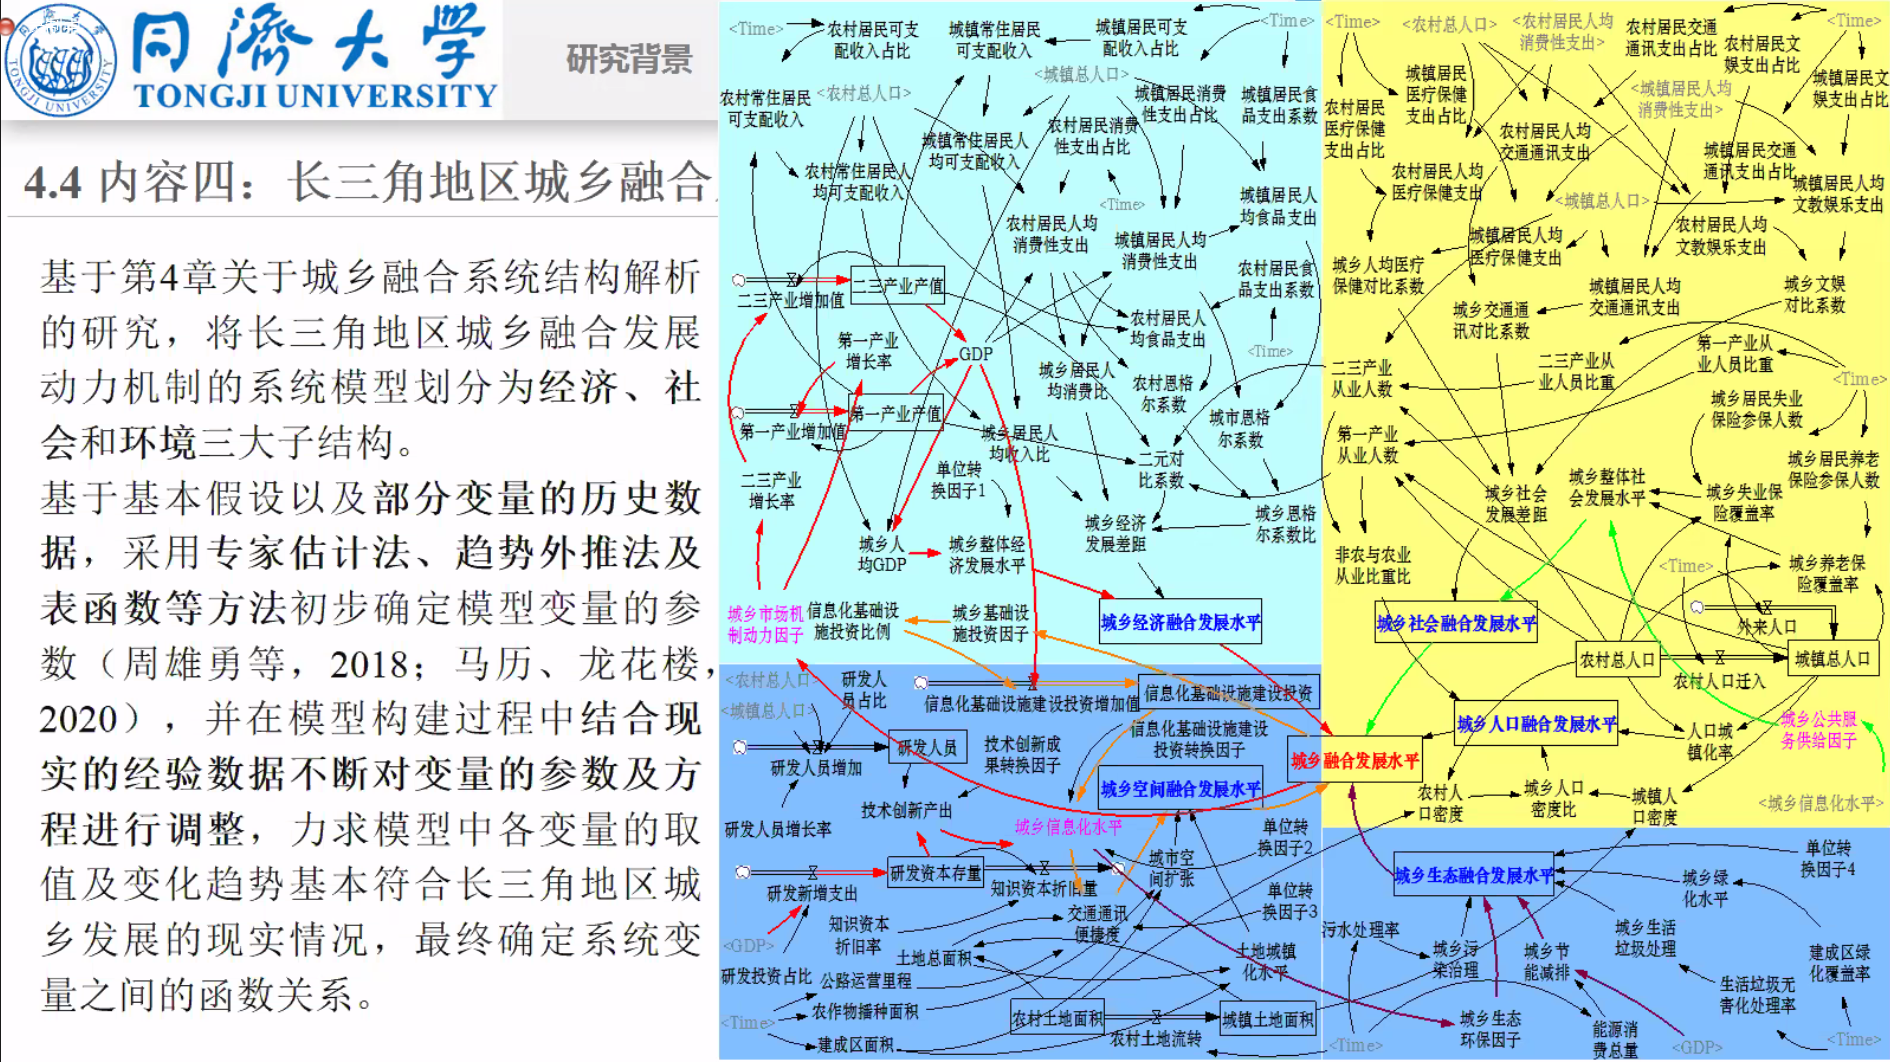 同濟大学
TONGJI UNIVERSITY
研究背景
4.4 内容四：长三角地区城乡融合
基于第4章关于城乡融合系统结构解析
的研究，将长三角地区城乡融合发展
动力机制的系统模型划分为经济、社
会和环境三大子结构。
基于基本假设以及部分变量的历史数
据，采用专家估计法、趋势外推法及
表函数等方法初步确定模型变量的参
数（周雄勇等，2018；马历、龙花楼，
2020），并在模型构建过程中结合现
实的经验数据不断对变量的参数及方
程进行调整，力求模型中各变量的取
值及变化趋势基本符合长三角地区城
乡发展的现实情况，最终确定系统变
量之间的函数关系。
<Time>
农村居民可支
配收入占比
城镇常住居民
可支配收入
城镇居民可支
配收入占比
<Time>
农村常住居民
可支配收入
<农村总人口>
<城镇总人口>
城镇居民消费
性支出占比
城镇居民食
品支出系数
农村常住居民人
均可支配收入
城镇常住居民人
均可支配收入
农村居民消费
性支出占比
<Time>
农村居民人均
消费性支出
城镇居民人均
消费性支出
城镇居民人
均食品支出
农村居民食
品支出系数
二三产业增加值
二三产业产值
农村居民人
均食品支出
<Time>
第一产业
增长率
GDP
城乡居民人
均消费比
农村恩格
尔系数
城市恩格
尔系数
第一产业增加值
第一产业产值
城乡居民人
均收入比
二元对
比系数
二三产业
增长率
单位转
换因子1
城乡人
均GDP
城乡整体经
济发展水平
城乡经济
发展差距
城乡恩格
尔系数比
城乡市场机
制动力因子
信息化基础设
施投资比例
城乡基础设
施投资因子
城乡经济融合发展水平
<Time>
<农村总人口>
<农村居民人均
消费性支出>
农村居民交通
通讯支出占比
农村居民文
娱支出占比
<Time>
农村居民
医疗保健
支出占比
城镇居民
医疗保健
支出占比
<城镇居民人均
消费性支出>
城镇居民文
娱支出占比
农村居民人均
交通通讯支出
城镇居民交通
通讯支出占比
农村居民人均
医疗保健支出
<城镇总人口>
城镇居民人均
文教娱乐支出
农村居民人均
文教娱乐支出
城镇居民人均
医疗保健支出
城乡人均医疗
保健对比系数
城乡交通通
讯对比系数
城镇居民人均
交通通讯支出
城乡文娱
对比系数
二三产业
从业人数
二三产业从
业人员比重
第一产业从
业人员比重
<Time>
城乡居民失业
保险参保人数
第一产业
从业人数
城乡居民养老
保险参保人数
城乡社会
发展差距
城乡整体社
会发展水平
城乡失业保
险覆盖率
非农与农业
从业比重比
<Time>
城乡养老保
险覆盖率
城乡社会融合发展水平
外来人口
农村总人口
城镇总人口
农村人口迁入
城乡人口融合发展水平
人口城
镇化率
城乡公共服
务供给因子
城乡融合发展水平
农村人
口密度
城乡人口
密度比
城镇人
口密度
<城乡信息化水平>
<农村总人口>
研发人
员占比
<城镇总人口>
信息化基础设施建设投资增加值
信息化基础设施建设投资
信息化基础设施建设
投资转换因子
研发人员
研发人员增加
技术创新成
果转换因子
城乡空间融合发展水平
技术创新产出
研发人员增长率
城乡信息化水平
单位转
换因子2
城市空
间扩张
研发资本存量
研发新增支出
知识资本折旧量
单位转
换因子3
知识资本
折旧率
交通通讯
便捷度
<GDP>
土地总面积
土地城镇
化水平
研发投资占比
公路运营里程
农作物播种面积
<Time>
建成区面积
农村土地面积
农村土地流转
城镇土地面积
城乡生态融合发展水平
单位转
换因子4
城乡绿
化水平
污水处理率
城乡污
染治理
城乡节
能减排
城乡生活
垃圾处理
建成区绿
化覆盖率
生活垃圾无
害化处理率
城乡生态
环保因子
能源消
费总量
<Time>
<GDP>
<Time>